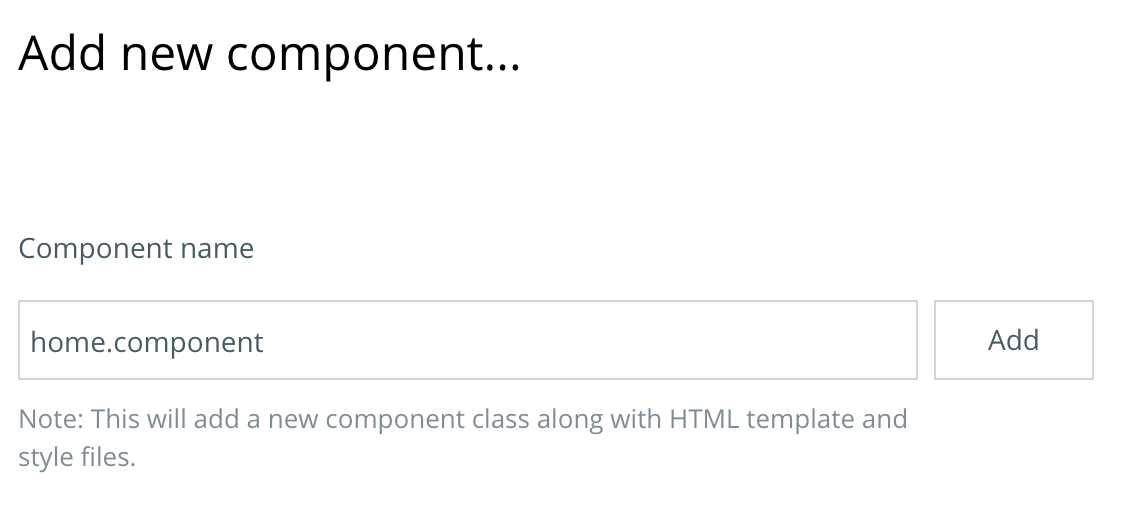 Add new component...
Component name
home.component
Add
Note: This will add a new component class along with HTML template and
style files.